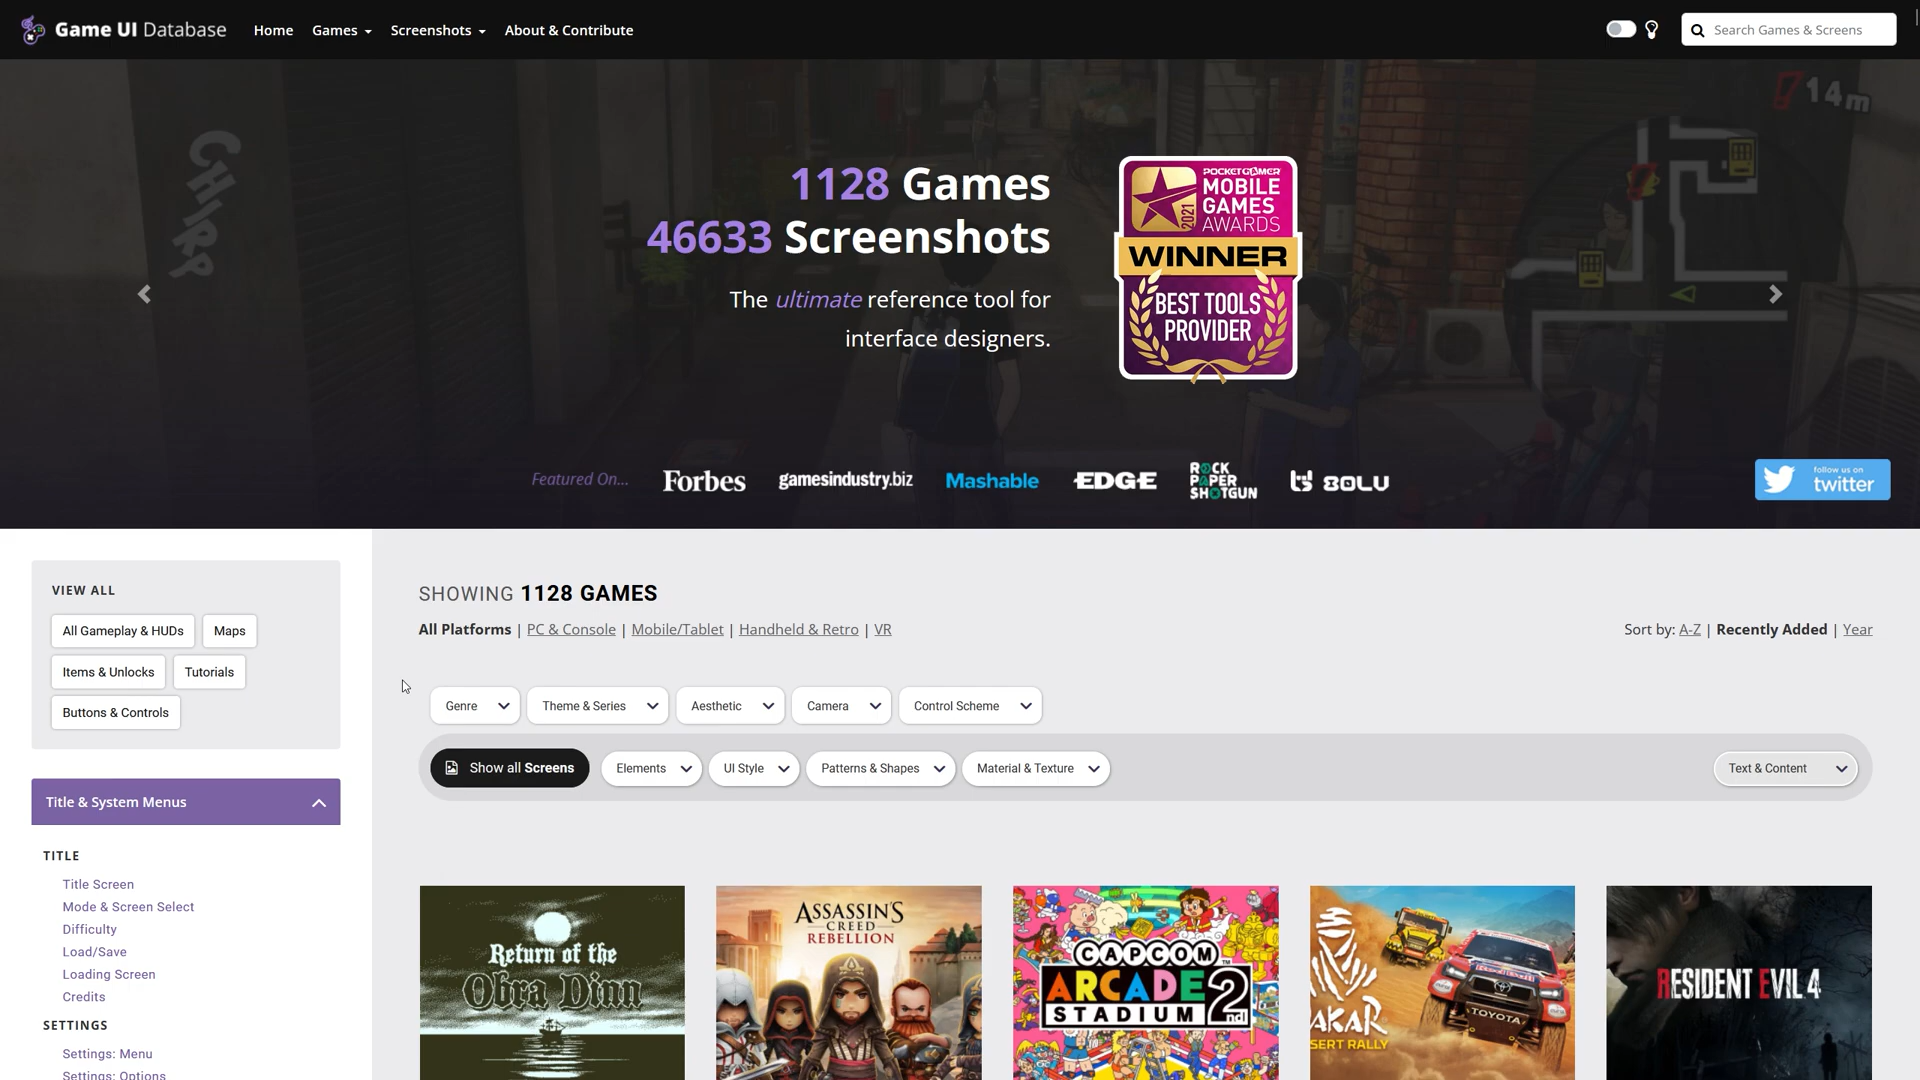 Game UI Database
Home
Games
Screenshots
About & Contribute
Search Games & Screens
14m
CHIRP
1128 Games
46633 Screenshots
The ultimate reference tool for
interface designers.
POCKETGAMER
MOBILE
GAMES
AWARDS
2021
WINNER
BEST TOOLS
PROVIDER
Featured On...
Forbes
gamesindustry.biz
Mashable
EDGE
ROCK
PAPER
SHOTGUN
80LV
follow us on
twitter
VIEW ALL
All Gameplay & HUDs
Maps
Items & Unlocks
Tutorials
Buttons & Controls
Title & System Menus
TITLE
Title Screen
Mode & Screen Select
Difficulty
Load/Save
Loading Screen
Credits
SETTINGS
Settings: Menu
Settings: Options
SHOWING 1128 GAMES
All Platforms | PC & Console | Mobile/Tablet | Handheld & Retro | VR
Sort by: A-Z | Recently Added | Year
Genre
Theme & Series
Aesthetic
Camera
Control Scheme
Show all Screens
Elements
UI Style
Patterns & Shapes
Material & Texture
Text & Content
Return of the
Obra Dinn
ASSASSIN'S
CREED
REBELLION
CAPCOM
ARCADE 2nd
STADIUM
DAKAR
DESERT RALLY
TOYOTA
RESIDENT EVIL 4